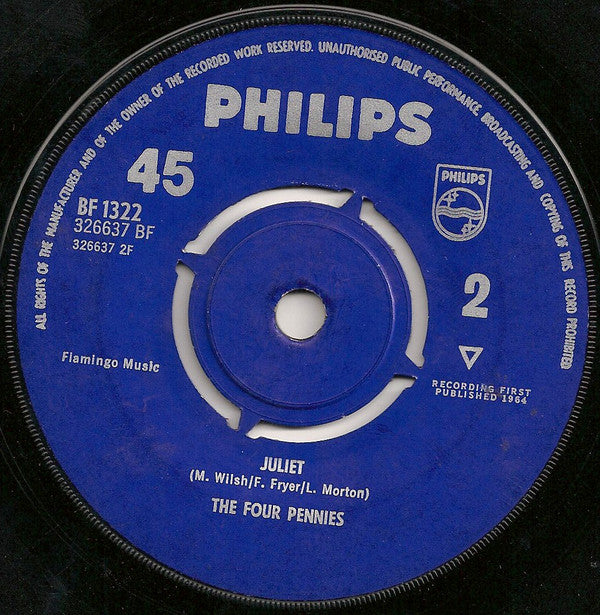 ALL RIGHTS OF THE MANUFACTURER AND OF THE OWNER OF THE RECORDED WORK RESERVED. UNAUTHORISED PUBLIC PERFORMANCE, BROADCASTING AND COPYING OF THIS RECORD PROHIBITED
PHILIPS
45
PHILIPS
BF 1322
326637 BF
326637 2F
2
Flamingo Music
RECORDING FIRST
PUBLISHED 1964
JULIET
(M. Wilsh/F. Fryer/L. Morton)
THE FOUR PENNIES